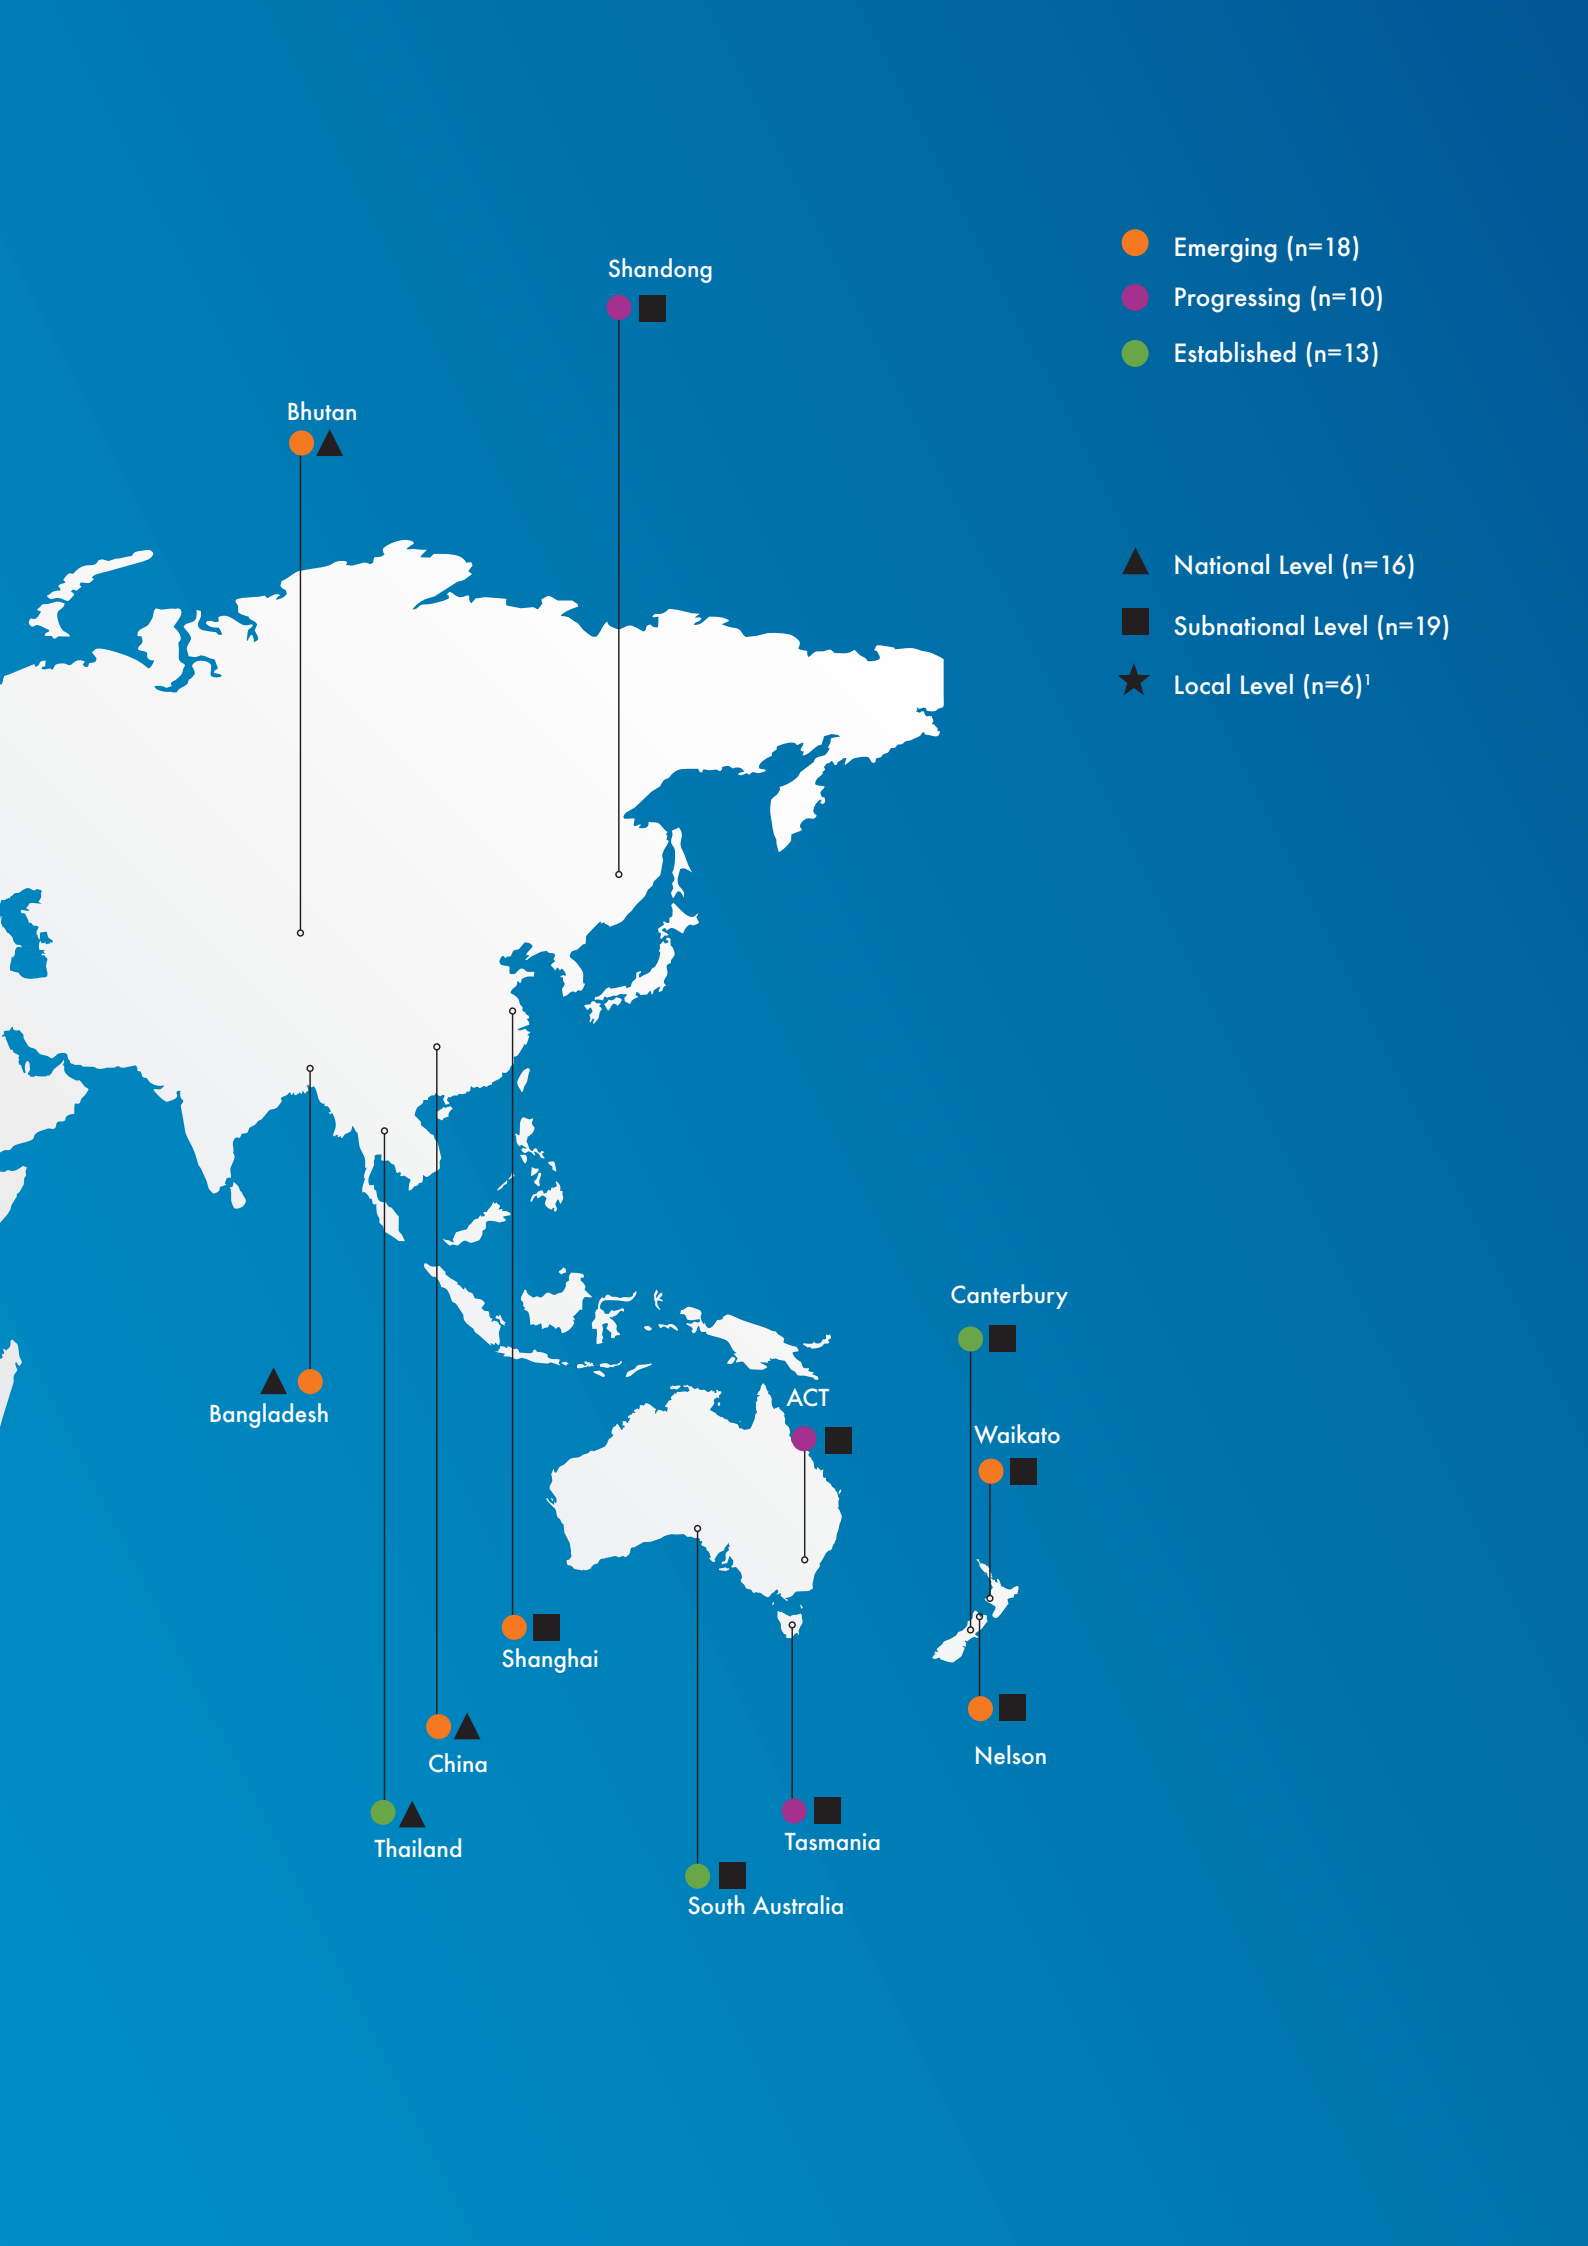 Emerging (n=18)
Shandong
Progressing (n=10)
Established (n=13)
Bhutan
National Level (n=16)
Subnational Level (n=19)
Local Level (n=6)¹
Canterbury
ACT
Bangladesh
Waikato
Shanghai
Nelson
China
Tasmania
Thailand
South Australia